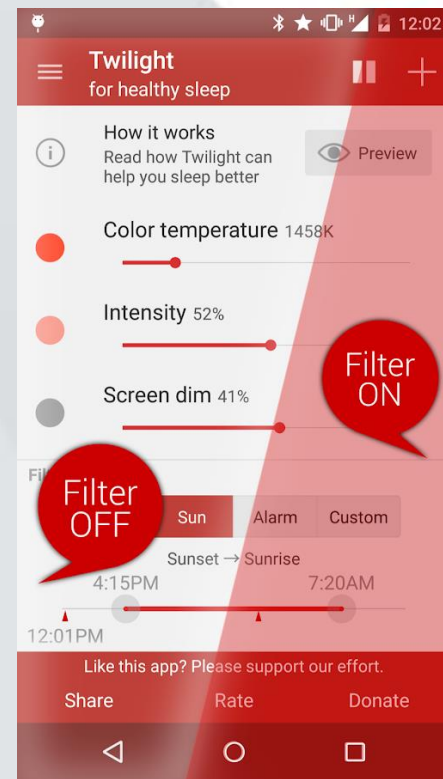 12:02
Twilight
for healthy sleep
How it works
Read how Twilight can
help you sleep better
Preview
Color temperature 1458K
Intensity 52%
Filter
ON
Screen dim 41%
Filter
OFF
Sun Alarm Custom
Sunset → Sunrise
4:15PM 7:20AM
12:01PM
Like this app? Please support our effort.
Share Rate Donate